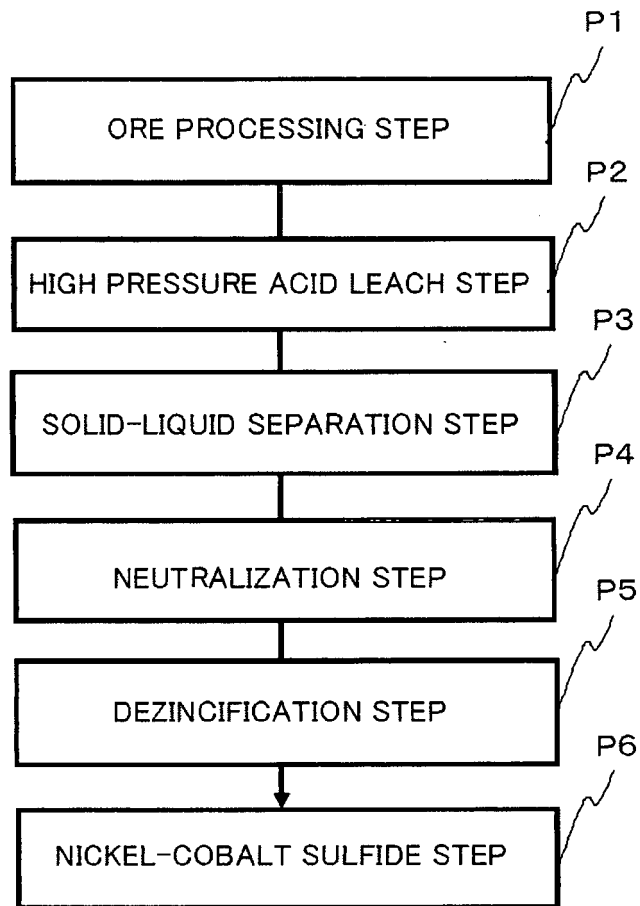 P1
ORE PROCESSING STEP
P2
HIGH PRESSURE ACID LEACH STEP
P3
SOLID-LIQUID SEPARATION STEP
P4
NEUTRALIZATION STEP
P5
DEZINCIFICATION STEP
P6
NICKEL-COBALT SULFIDE STEP